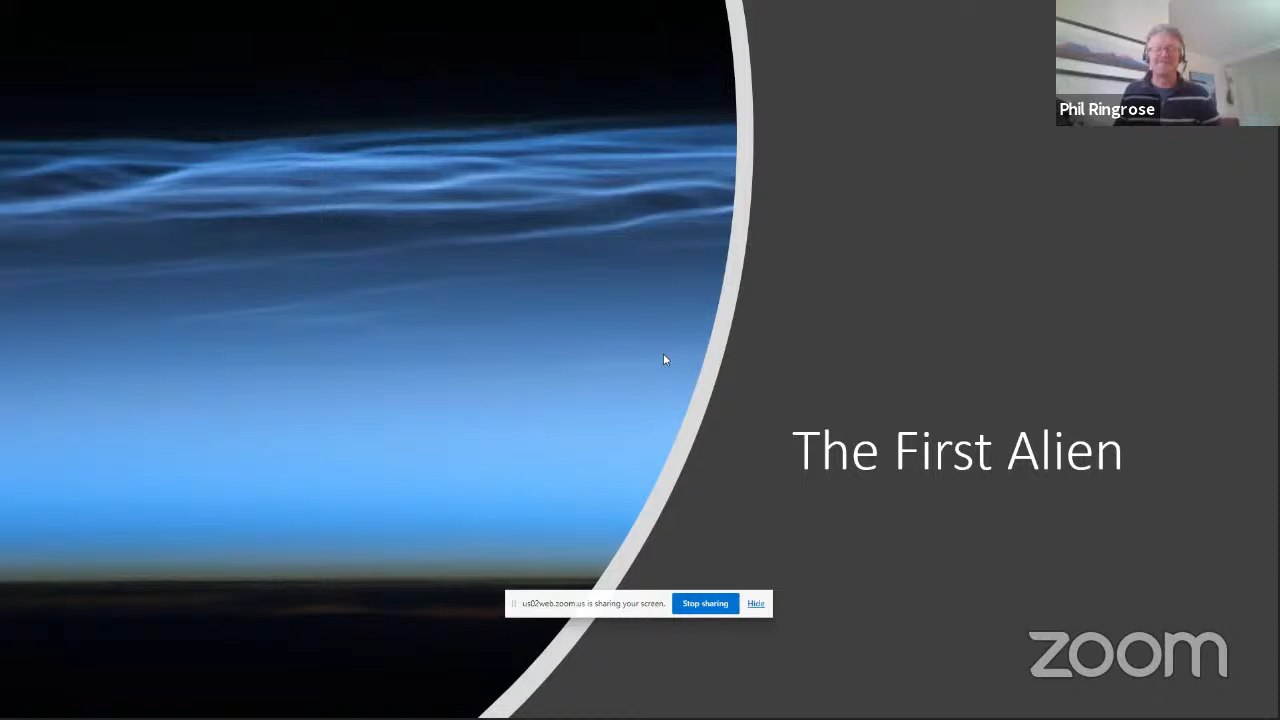 Phil Ringrose
The First Alien
us02web.zoom.us is sharing your screen.
Stop sharing
Hide
zoom